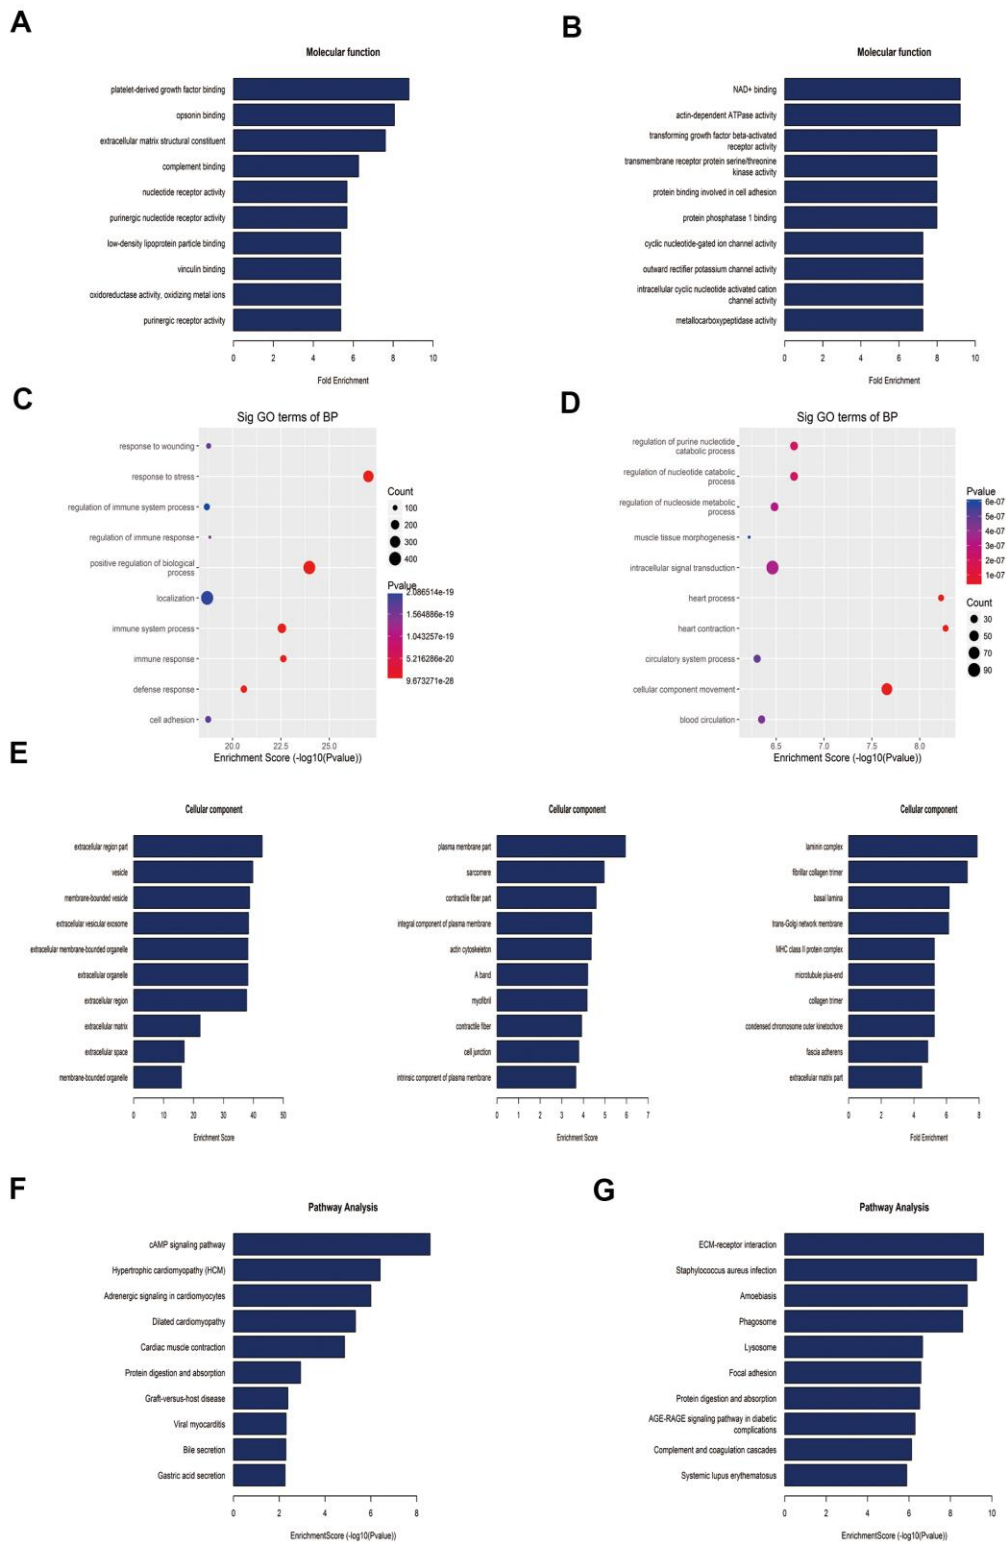 A
Molecular function
platelet-derived growth factor binding
opsonin binding
extracellular matrix structural constituent
complement binding
nucleotide receptor activity
purinergic nucleotide receptor activity
low-density lipoprotein particle binding
vinculin binding
oxidoreductase activity, oxidizing metal ions
purinergic receptor activity
0 2 4 6 8 10
Fold Enrichment
B
Molecular function
NAD+ binding
actin-dependent ATPase activity
transforming growth factor beta-activated
receptor activity
transmembrane receptor protein serine/threonine
kinase activity
protein binding involved in cell adhesion
protein phosphatase 1 binding
cyclic nucleotide-gated ion channel activity
outward rectifier potassium channel activity
intracellular cyclic nucleotide activated cation
channel activity
metallocarboxypeptidase activity
0 2 4 6 8 10
Fold Enrichment
C
Sig GO terms of BP
response to wounding
response to stress
regulation of immune system process
regulation of immune response
positive regulation of biological
process
localization
immune system process
immune response
defense response
cell adhesion
20.0 22.5 25.0
Enrichment Score (-log10(Pvalue))
Count
100
200
300
400
Pvalue
2.086514e-19
1.564886e-19
1.043257e-19
5.216286e-20
9.673271e-28
D
Sig GO terms of BP
regulation of purine nucleotide
catabolic process
regulation of nucleotide catabolic
process
regulation of nucleoside metabolic
process
muscle tissue morphogenesis
intracellular signal transduction
heart process
heart contraction
circulatory system process
cellular component movement
blood circulation
6.5 7.0 7.5 8.0
Enrichment Score (-log10(Pvalue))
Pvalue
6e-07
5e-07
4e-07
3e-07
2e-07
1e-07
Count
30
50
70
90
E
Cellular component
extracellular region part
vesicle
membrane-bounded vesicle
extracellular vesicular exosome
extracellular membrane-bounded organelle
extracellular organelle
extracellular region
extracellular matrix
extracellular space
membrane-bounded organelle
0 10 20 30 40 50
Enrichment Score
Cellular component
plasma membrane part
sarcomere
contractile fiber part
integral component of plasma membrane
actin cytoskeleton
A band
myofibril
contractile fiber
cell junction
intrinsic component of plasma membrane
0 1 2 3 4 5 6 7
Enrichment Score
Cellular component
laminin complex
fibrillar collagen trimer
basal lamina
trans-Golgi network membrane
MHC class II protein complex
microtubule plus-end
collagen trimer
condensed chromosome outer kinetochore
fascia adherens
extracellular matrix part
0 2 4 6 8
Fold Enrichment
F
Pathway Analysis
cAMP signaling pathway
Hypertrophic cardiomyopathy (HCM)
Adrenergic signaling in cardiomyocytes
Dilated cardiomyopathy
Cardiac muscle contraction
Protein digestion and absorption
Graft-versus-host disease
Viral myocarditis
Bile secretion
Gastric acid secretion
0 2 4 6 8
EnrichmentScore (-log10(Pvalue))
G
Pathway Analysis
ECM-receptor interaction
Staphylococcus aureus infection
Amoebiasis
Phagosome
Lysosome
Focal adhesion
Protein digestion and absorption
AGE-RAGE signaling pathway in diabetic
complications
Complement and coagulation cascades
Systemic lupus erythematosus
0 2 4 6 8 10
EnrichmentScore (-log10(Pvalue))